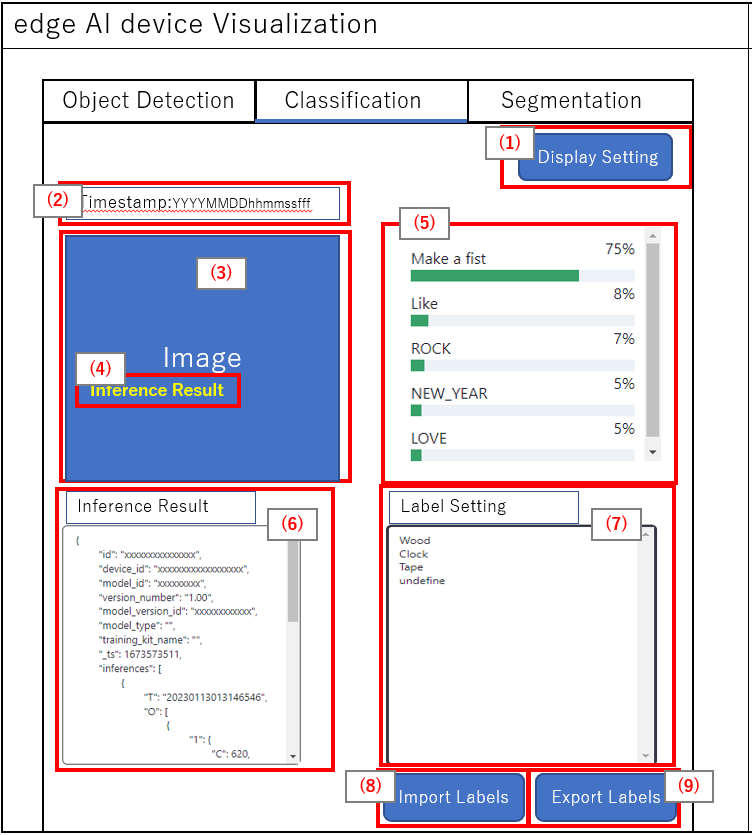 edge AI device Visualization
Object Detection
Classification
Segmentation
(1)
Display Setting
(2)
Timestamp:YYYYMMDDhhmmssfff
(3)
Image
(4)
Inference Result
(5)
Make a fist
75%
Like
8%
ROCK
7%
NEW_YEAR
5%
LOVE
5%
Inference Result
(6)
{
"id": "xxxxxxxxxxxxxxx",
"device_id": "xxxxxxxxxxxxxxxxxx",
"model_id": "xxxxxxxxx",
"version_number": "1.00",
"model_version_id": "xxxxxxxxxxxx",
"model_type": "",
"training_kit_name": "",
"_ts": 1673573511,
"inferences": [
{
"T": "20230113013146546",
"O": [
{
"1": {
"C": 620,
Label Setting
(7)
Wood
Clock
Tape
undefine
(8)
Import Labels
Export Labels
(9)